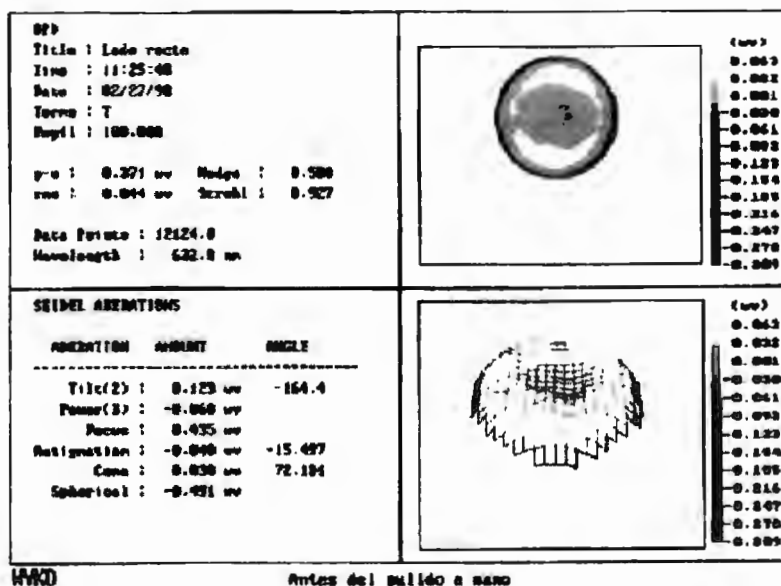 OPD
Title : Lado recto
Time : 11:25:48
Date : 02/27/98
Terms : T
Pupil : 100.000
p-v : 0.371 wv Wedge : 0.500
rms : 0.044 wv Strehl : 0.927
Data Points : 12124.0
Wavelength : 632.8 nm
(wv)
0.063
0.032
0.001
-0.030
-0.061
-0.092
-0.123
-0.154
-0.185
-0.216
-0.247
-0.278
-0.309
SEIDEL ABERATIONS
ABERATION AMOUNT ANGLE
Tilt(2) : 0.123 wv -164.4
Power(3) : -0.060 wv
Focus : 0.435 wv
Astigmation : -0.040 wv -15.497
Coma : 0.030 wv 72.184
Spherical : -0.491 wv
(wv)
0.062
0.032
0.001
-0.030
-0.061
-0.092
-0.123
-0.154
-0.185
-0.216
-0.247
-0.278
-0.309
WYKO
Antes del pulido a mano